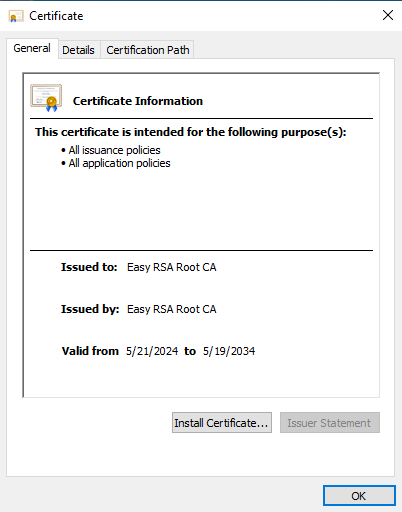 Certificate
General Details Certification Path
Certificate Information
This certificate is intended for the following purpose(s):
• All issuance policies
• All application policies
Issued to: Easy RSA Root CA
Issued by: Easy RSA Root CA
Valid from 5/21/2024 to 5/19/2034
Install Certificate... Issuer Statement
OK